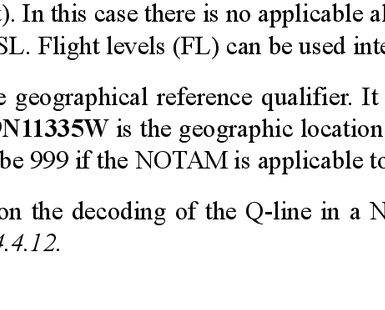 t). In this case there is no applicable al
SL. Flight levels (FL) can be used inte
e geographical reference qualifier. It
9N11335W is the geographic location
be 999 if the NOTAM is applicable to
on the decoding of the Q-line in a N
4.4.12.